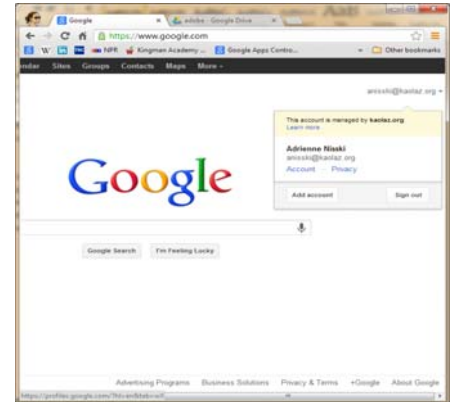 Google
adobe - Google Drive
https://www.google.com
W
NPR
Kingman Academy ...
Google Apps Contro...
»
Other bookmarks
endar Sites Groups Contacts Maps More
@kaolaz.org
This account is managed by kaolaz.org
Learn more
Adrienne Nisski
@kaolaz.org
Account – Privacy
Add account
Sign out
Google
Google Search
I'm Feeling Lucky
Advertising Programs Business Solutions Privacy & Terms +Google About Google